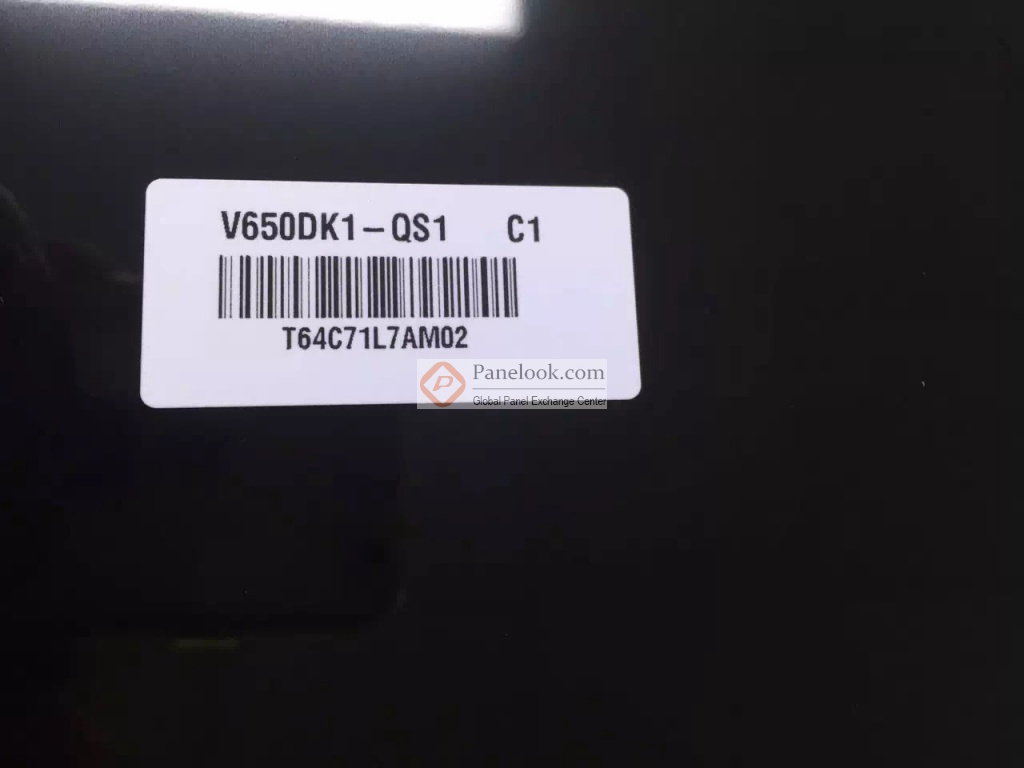 V650DK1-QS1 C1
T64C71L7AM02
Panelook.com
Global Panel Exchange Center